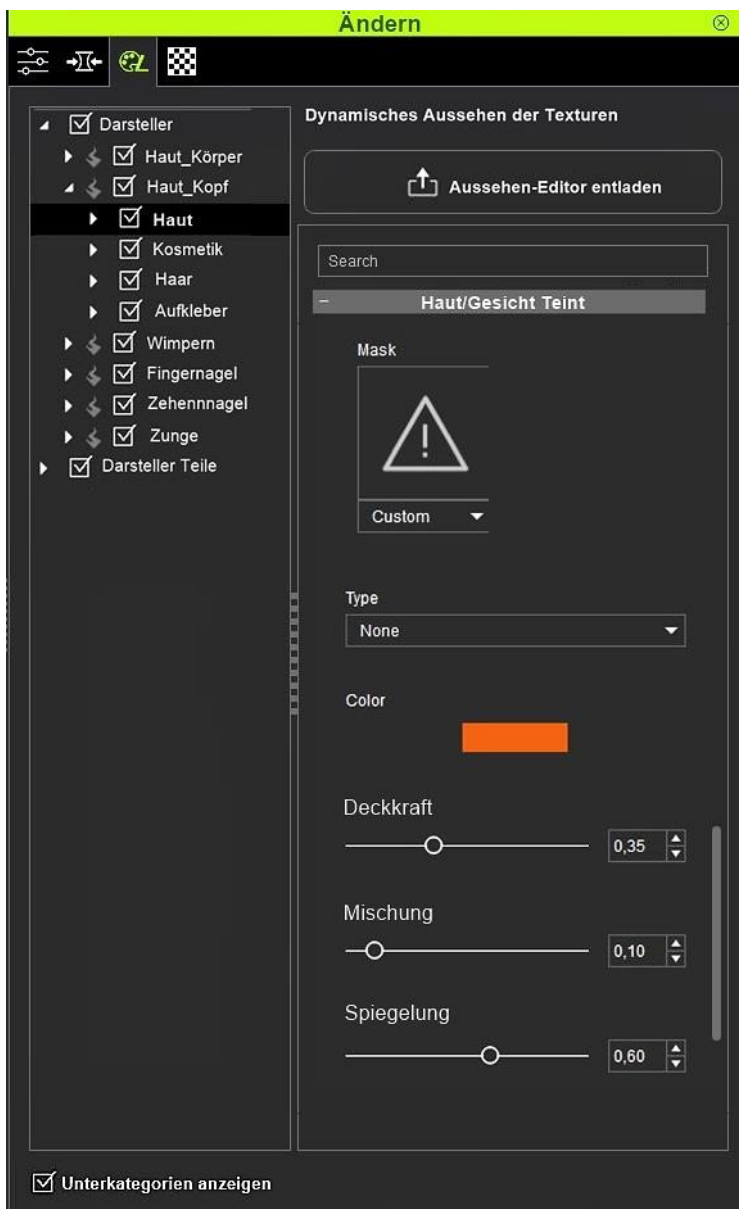 Ändern
Darsteller
Haut_Körper
Haut_Kopf
Haut
Kosmetik
Haar
Aufkleber
Wimpern
Fingernagel
Zehennnagel
Zunge
Darsteller Teile
Dynamisches Aussehen der Texturen
Aussehen-Editor entladen
Search
Haut/Gesicht Teint
Mask
Custom
Type
None
Color
Deckkraft
0,35
Mischung
0,10
Spiegelung
0,60
Unterkategorien anzeigen